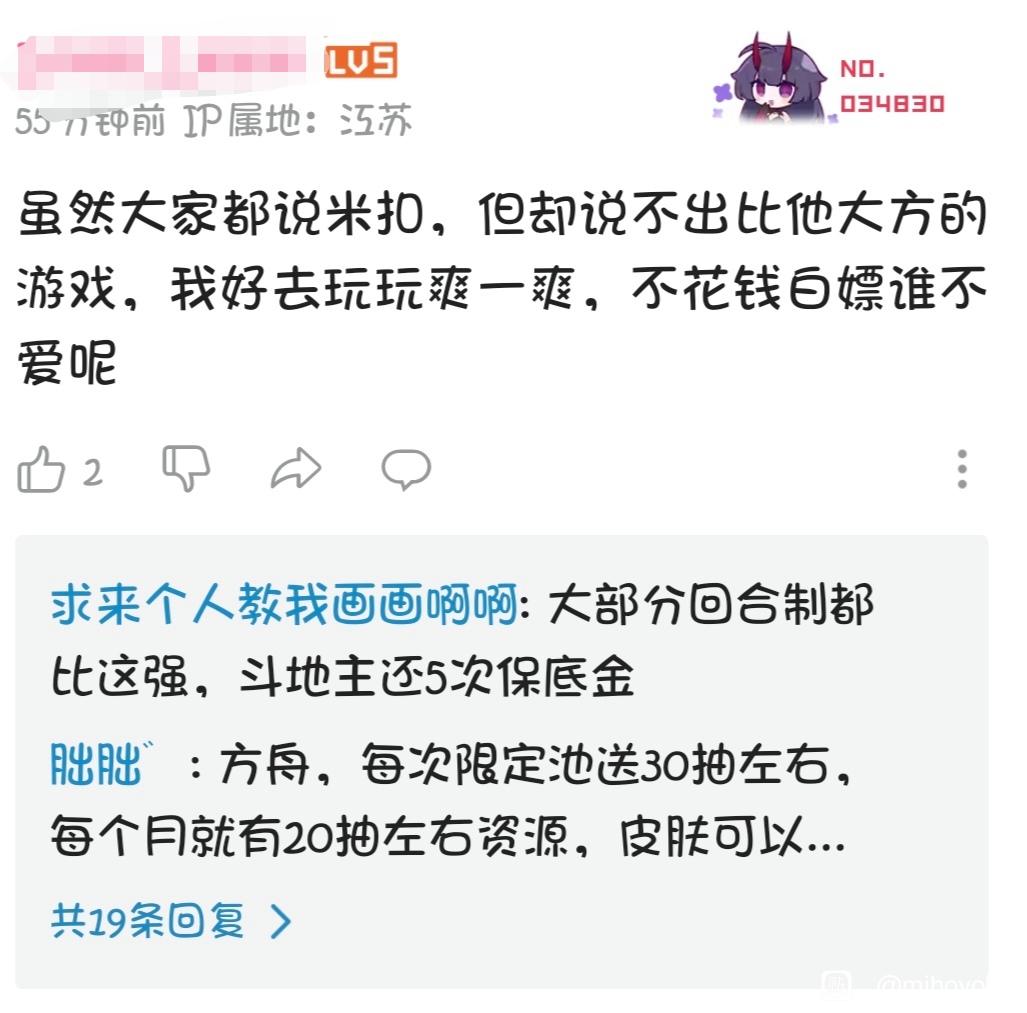 LV5
NO.
034830
55分钟前 IP属地：江苏
虽然大家都说米扣，但却说不出比他大方的
游戏，我好去玩玩爽一爽，不花钱白嫖谁不
爱呢
2
求来个人教我画画啊啊: 大部分回合制都
比这强，斗地主还5次保底金
朏朏゛ : 方舟，每次限定池送30抽左右，
每个月就有20抽左右资源，皮肤可以...
共19条回复